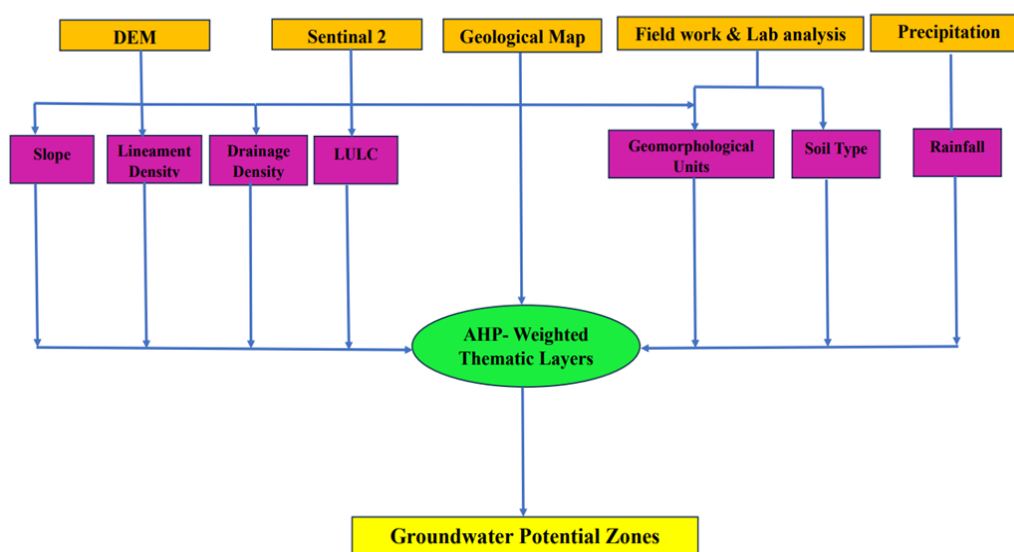 DEM
Sentinal 2
Geological Map
Field work & Lab analysis
Precipitation
Slope
Lineament
Density
Drainage
Density
LULC
Geomorphological
Units
Soil Type
Rainfall
AHP- Weighted
Thematic Layers
Groundwater Potential Zones